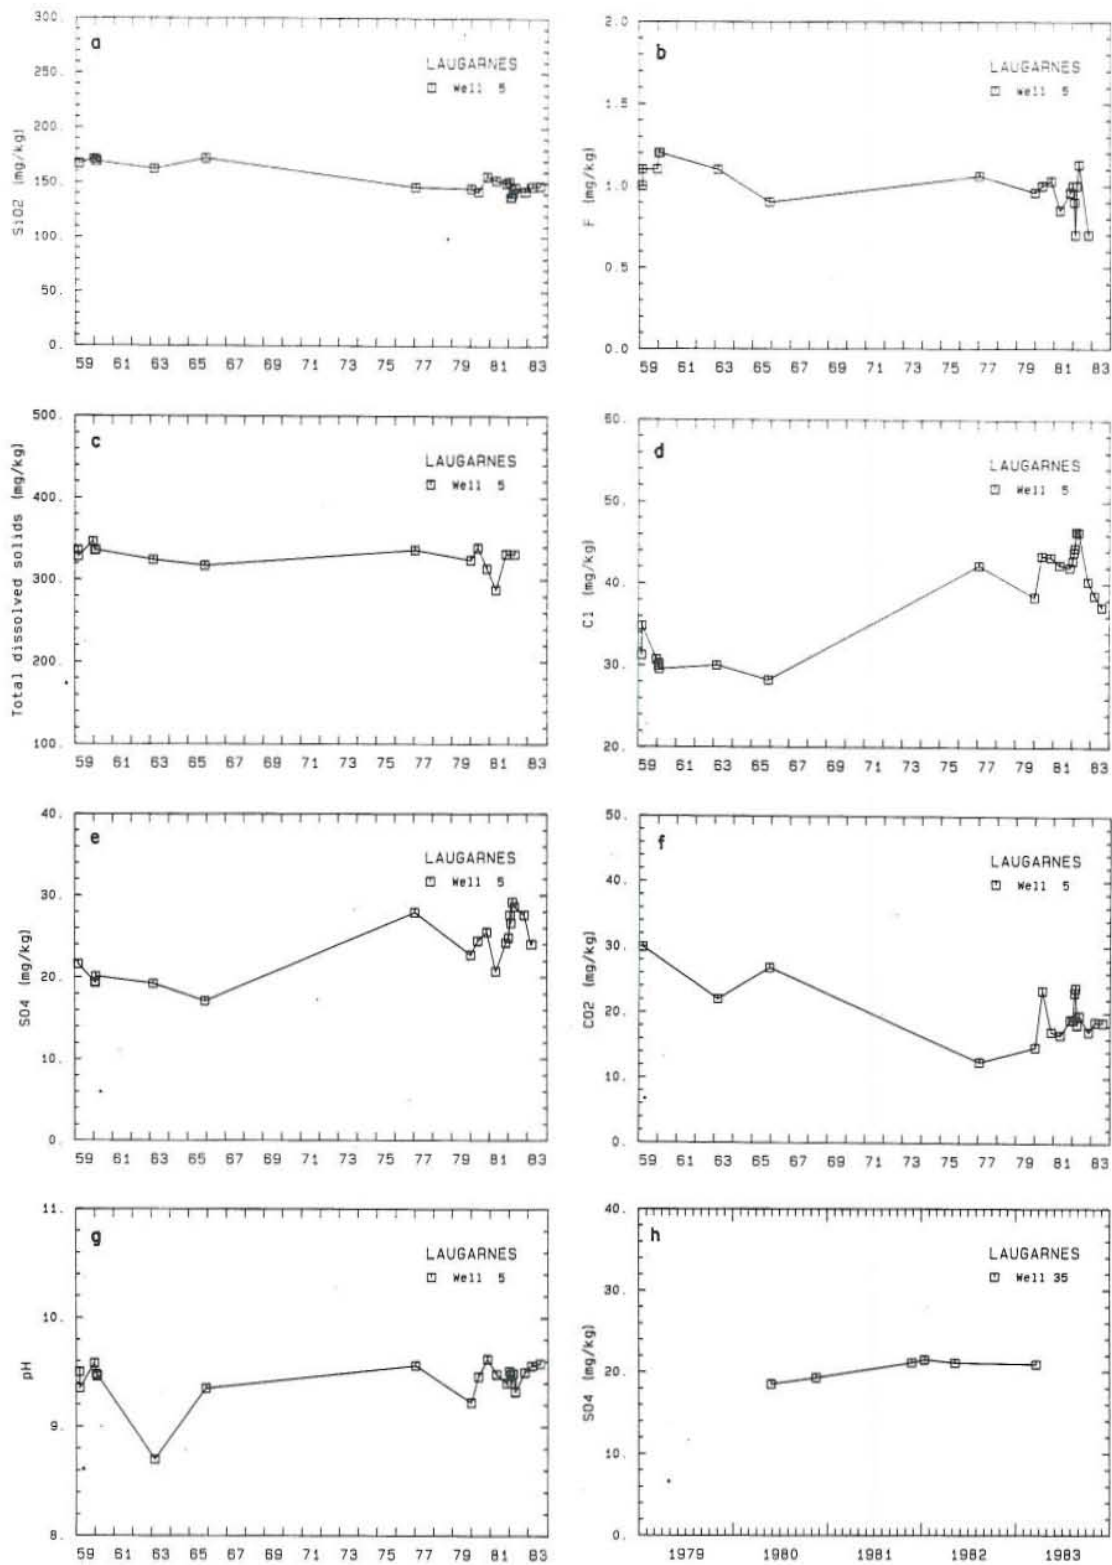 a
LAUGARNES
Well 5
SiO2 (mg/kg)
300.
250.
200.
150.
100.
50.
0.
59 61 63 65 67 69 71 73 75 77 79 81 83
b
LAUGARNES
Well 5
F (mg/kg)
2.0
1.5
1.0
0.5
0.0
59 61 63 65 67 69 71 73 75 77 79 81 83
c
LAUGARNES
Well 5
Total dissolved solids (mg/kg)
500.
400.
300.
200.
100.
59 61 63 65 67 69 71 73 75 77 79 81 83
d
LAUGARNES
Well 5
Cl (mg/kg)
60.
50.
40.
30.
20.
59 61 63 65 67 69 71 73 75 77 79 81 83
e
LAUGARNES
Well 5
SO4 (mg/kg)
40.
30.
20.
10.
0.
59 61 63 65 67 69 71 73 75 77 79 81 83
f
LAUGARNES
Well 5
CO2 (mg/kg)
50.
40.
30.
20.
10.
0.
59 61 63 65 67 69 71 73 75 77 79 81 83
g
LAUGARNES
Well 5
pH
11.
10.
9.
8.
59 61 63 65 67 69 71 73 75 77 79 81 83
h
LAUGARNES
Well 35
SO4 (mg/kg)
40.
30.
20.
10.
0.
1979 1980 1981 1982 1983